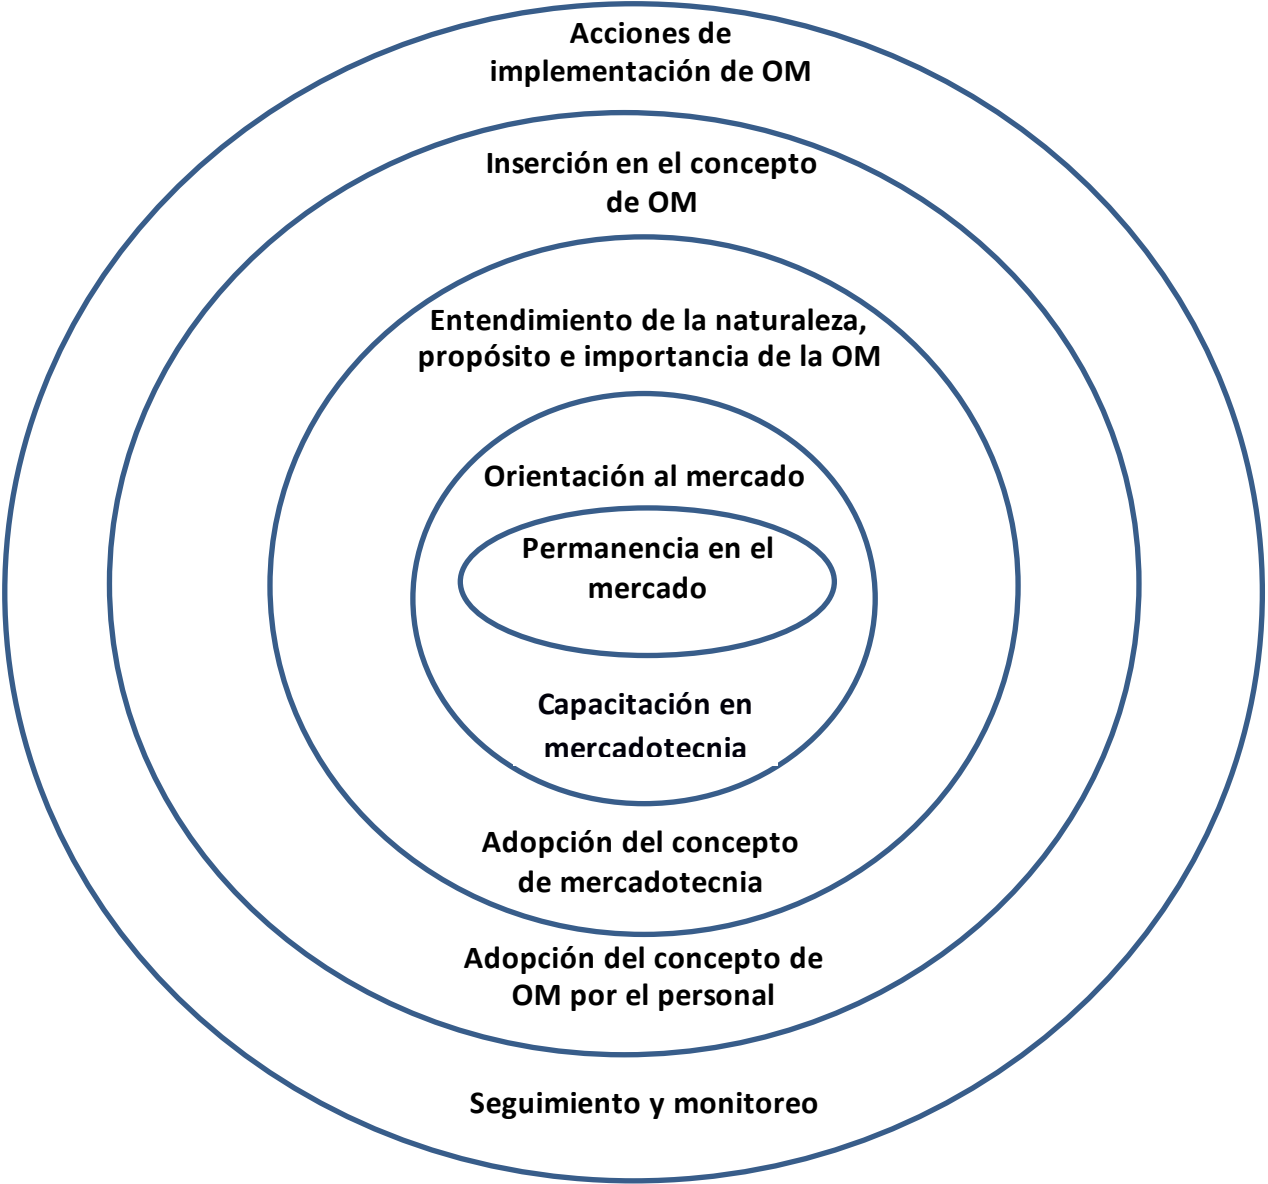 Acciones de
implementación de OM
Inserción en el concepto
de OM
Entendimiento de la naturaleza,
propósito e importancia de la OM
Orientación al mercado
Permanencia en el
mercado
Capacitación en
mercadotecnia
Adopción del concepto
de mercadotecnia
Adopción del concepto de
OM por el personal
Seguimiento y monitoreo